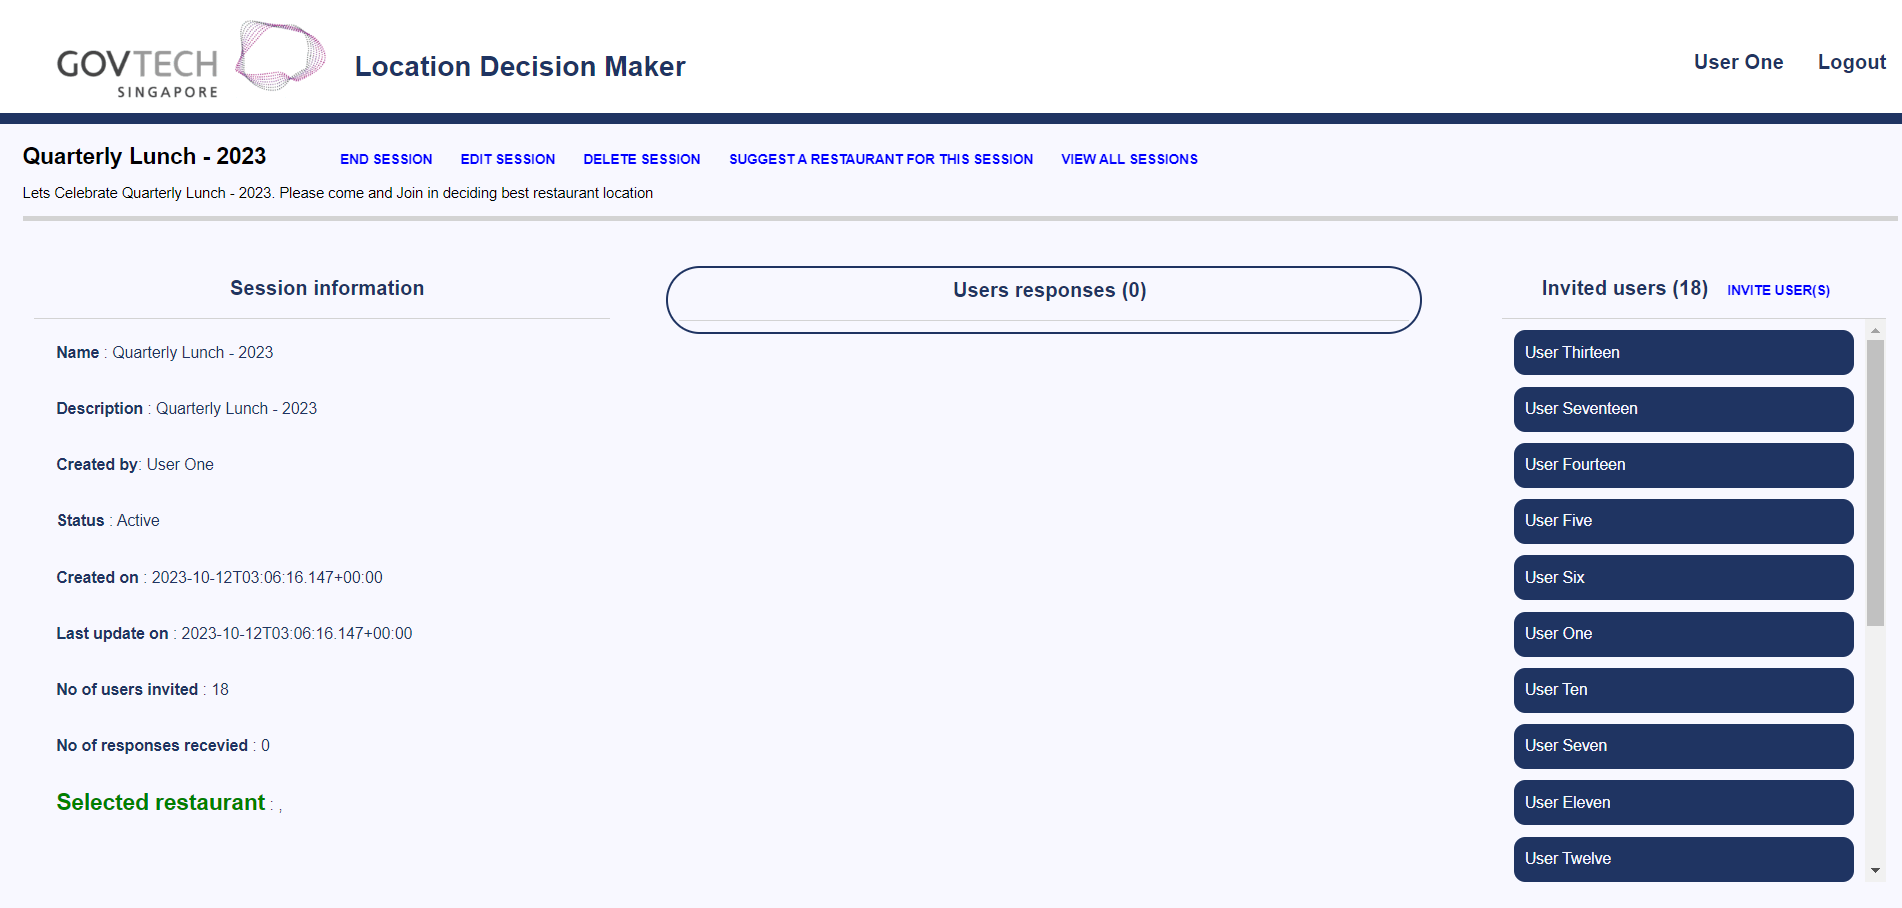 GOVTECH
SINGAPORE
Location Decision Maker
User One
Logout
Quarterly Lunch - 2023
END SESSION
EDIT SESSION
DELETE SESSION
SUGGEST A RESTAURANT FOR THIS SESSION
VIEW ALL SESSIONS
Lets Celebrate Quarterly Lunch - 2023. Please come and Join in deciding best restaurant location
Session information
Name : Quarterly Lunch - 2023
Description : Quarterly Lunch - 2023
Created by: User One
Status : Active
Created on : 2023-10-12T03:06:16.147+00:00
Last update on : 2023-10-12T03:06:16.147+00:00
No of users invited : 18
No of responses recevied : 0
Selected restaurant : ,
Users responses (0)
Invited users (18)
INVITE USER(S)
User Thirteen
User Seventeen
User Fourteen
User Five
User Six
User One
User Ten
User Seven
User Eleven
User Twelve